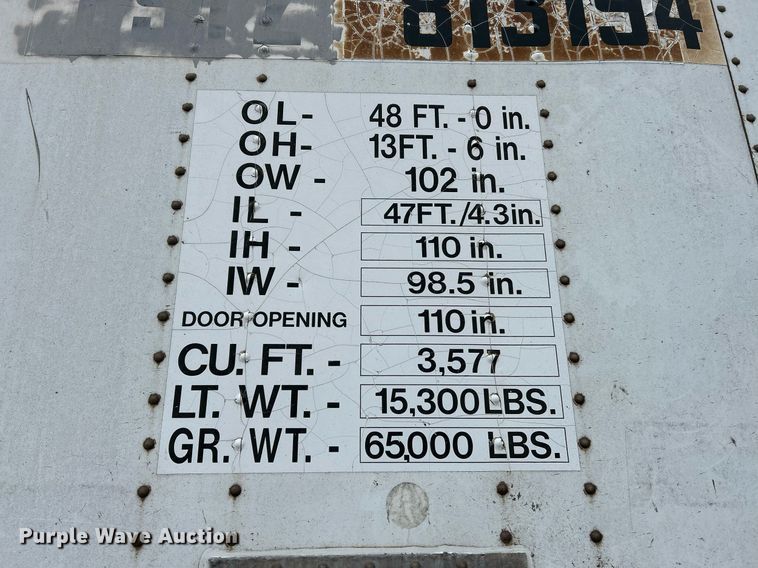 813194
OL- 48 FT. - 0 in.
OH- 13FT. - 6 in.
OW - 102 in.
IL - 47FT./4.3in.
IH - 110 in.
IW - 98.5 in.
DOOR OPENING 110 in.
CU. FT. - 3,577
LT. WT. - 15,300 LBS.
GR. WT. - 65,000 LBS.
Purple Wave Auction